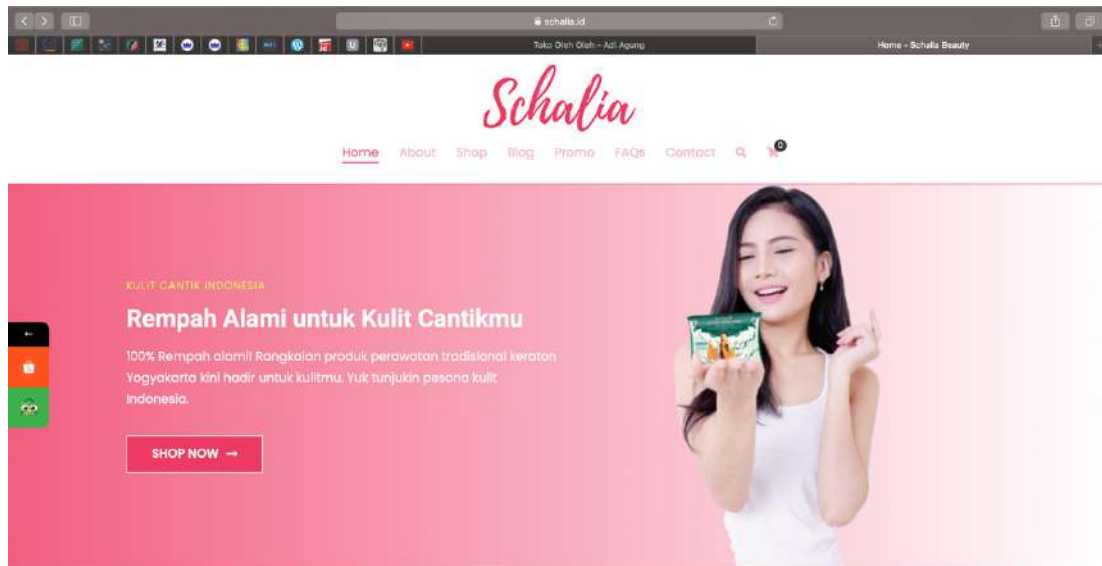 schalia.id
Toko Oleh Oleh – Adi Agung
Home - Schalia Beauty
Schalia
Home About Shop Blog Promo FAQs Contact 0
KULIT CANTIK INDONESIA
Rempah Alami untuk Kulit Cantikmu
100% Rempah alami! Rangkaian produk perawatan tradisional keraton
Yogyakarta kini hadir untuk kulitmu. Yuk tunjukin pesona kulit
Indonesia.
SHOP NOW →